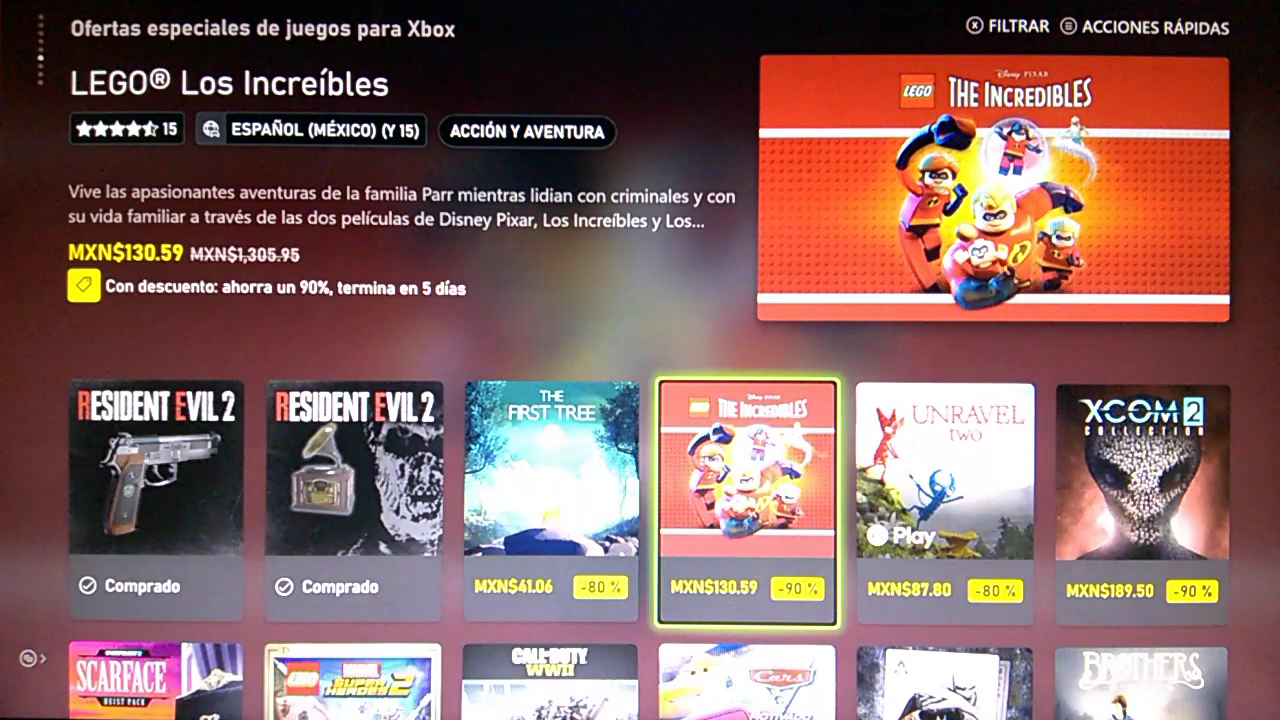 Ofertas especiales de juegos para Xbox
FILTRAR
ACCIONES RÁPIDAS
LEGO® Los Increíbles
15
ESPAÑOL (MÉXICO) (Y 15)
ACCIÓN Y AVENTURA
Vive las apasionantes aventuras de la familia Parr mientras lidian con criminales y con
su vida familiar a través de las dos películas de Disney Pixar, Los Increíbles y Los...
MXN$130.59 MXN$1,305.95
Con descuento: ahorra un 90%, termina en 5 días
Disney PIXAR
LEGO THE INCREDIBLES
RESIDENT EVIL 2
Comprado
RESIDENT EVIL 2
Comprado
THE
FIRST TREE
MXN$41.06 -80 %
Disney PIXAR
LEGO THE INCREDIBLES
MXN$130.59 -90 %
UNRAVEL
TWO
Play
MXN$87.80 -80 %
XCOM 2
COLLECTION
MXN$189.50 -90 %
SCARFACE
HEIST PACK
LEGO MARVEL
SUPER
HEROES 2
CALL OF DUTY
WWII
Cars
A
BROTHERS